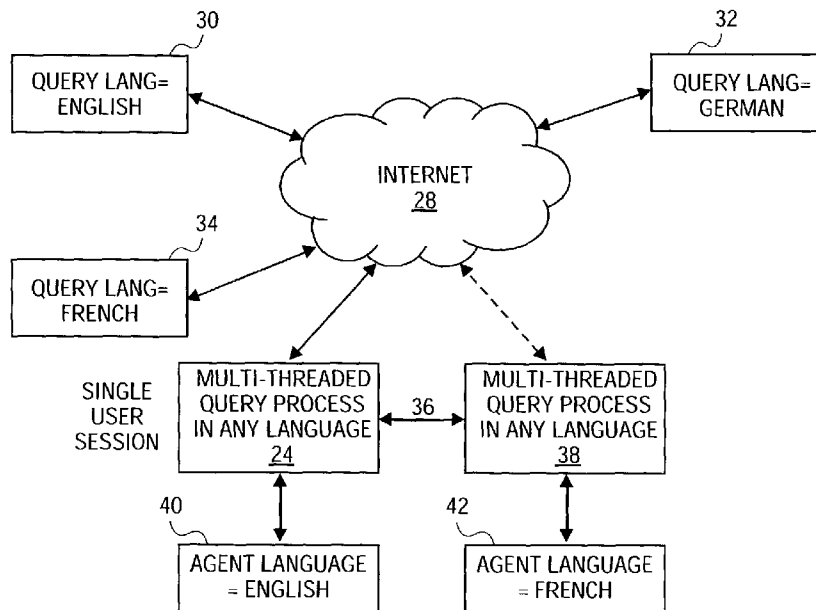 30
QUERY LANG=
ENGLISH
32
QUERY LANG=
GERMAN
INTERNET
28
34
QUERY LANG=
FRENCH
SINGLE
USER
SESSION
MULTI-THREADED
QUERY PROCESS
IN ANY LANGUAGE
24
36
MULTI-THREADED
QUERY PROCESS
IN ANY LANGUAGE
38
40
AGENT LANGUAGE
= ENGLISH
42
AGENT LANGUAGE
= FRENCH